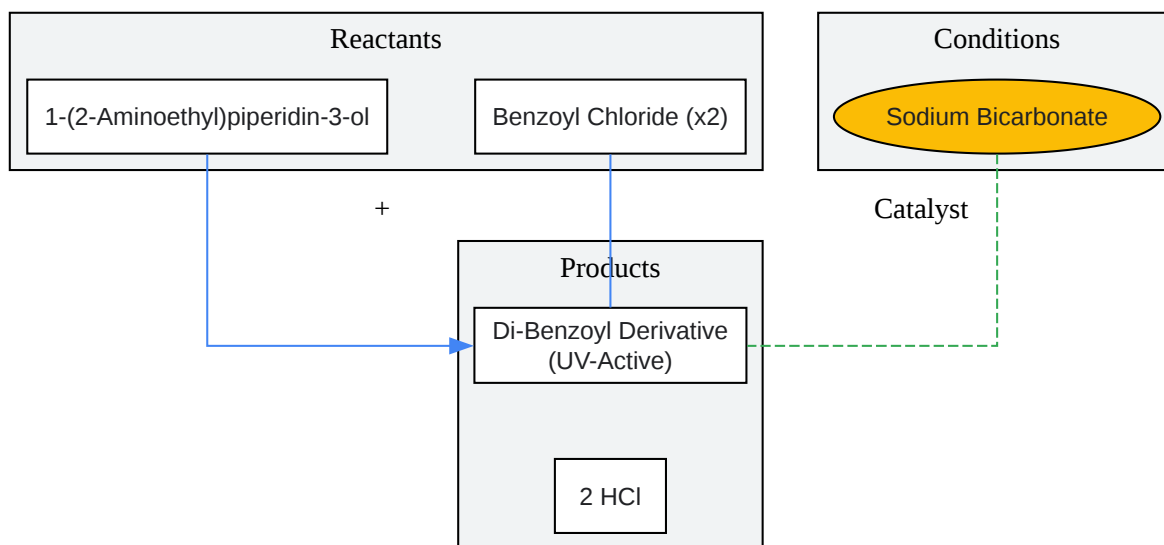 Reactants
Conditions
1-(2-Aminoethyl)piperidin-3-ol
Benzoyl Chloride (x2)
Sodium Bicarbonate
+
Catalyst
Products
Di-Benzoyl Derivative
(UV-Active)
2 HCl